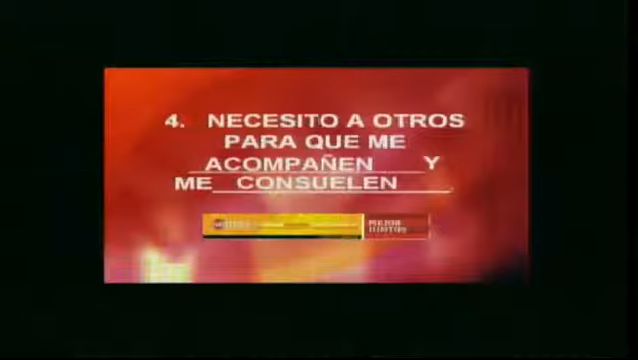 4. NECESITO A OTROS
PARA QUE ME
ACOMPAÑEN Y
ME CONSUELEN.
MEJOR
JUNTOS